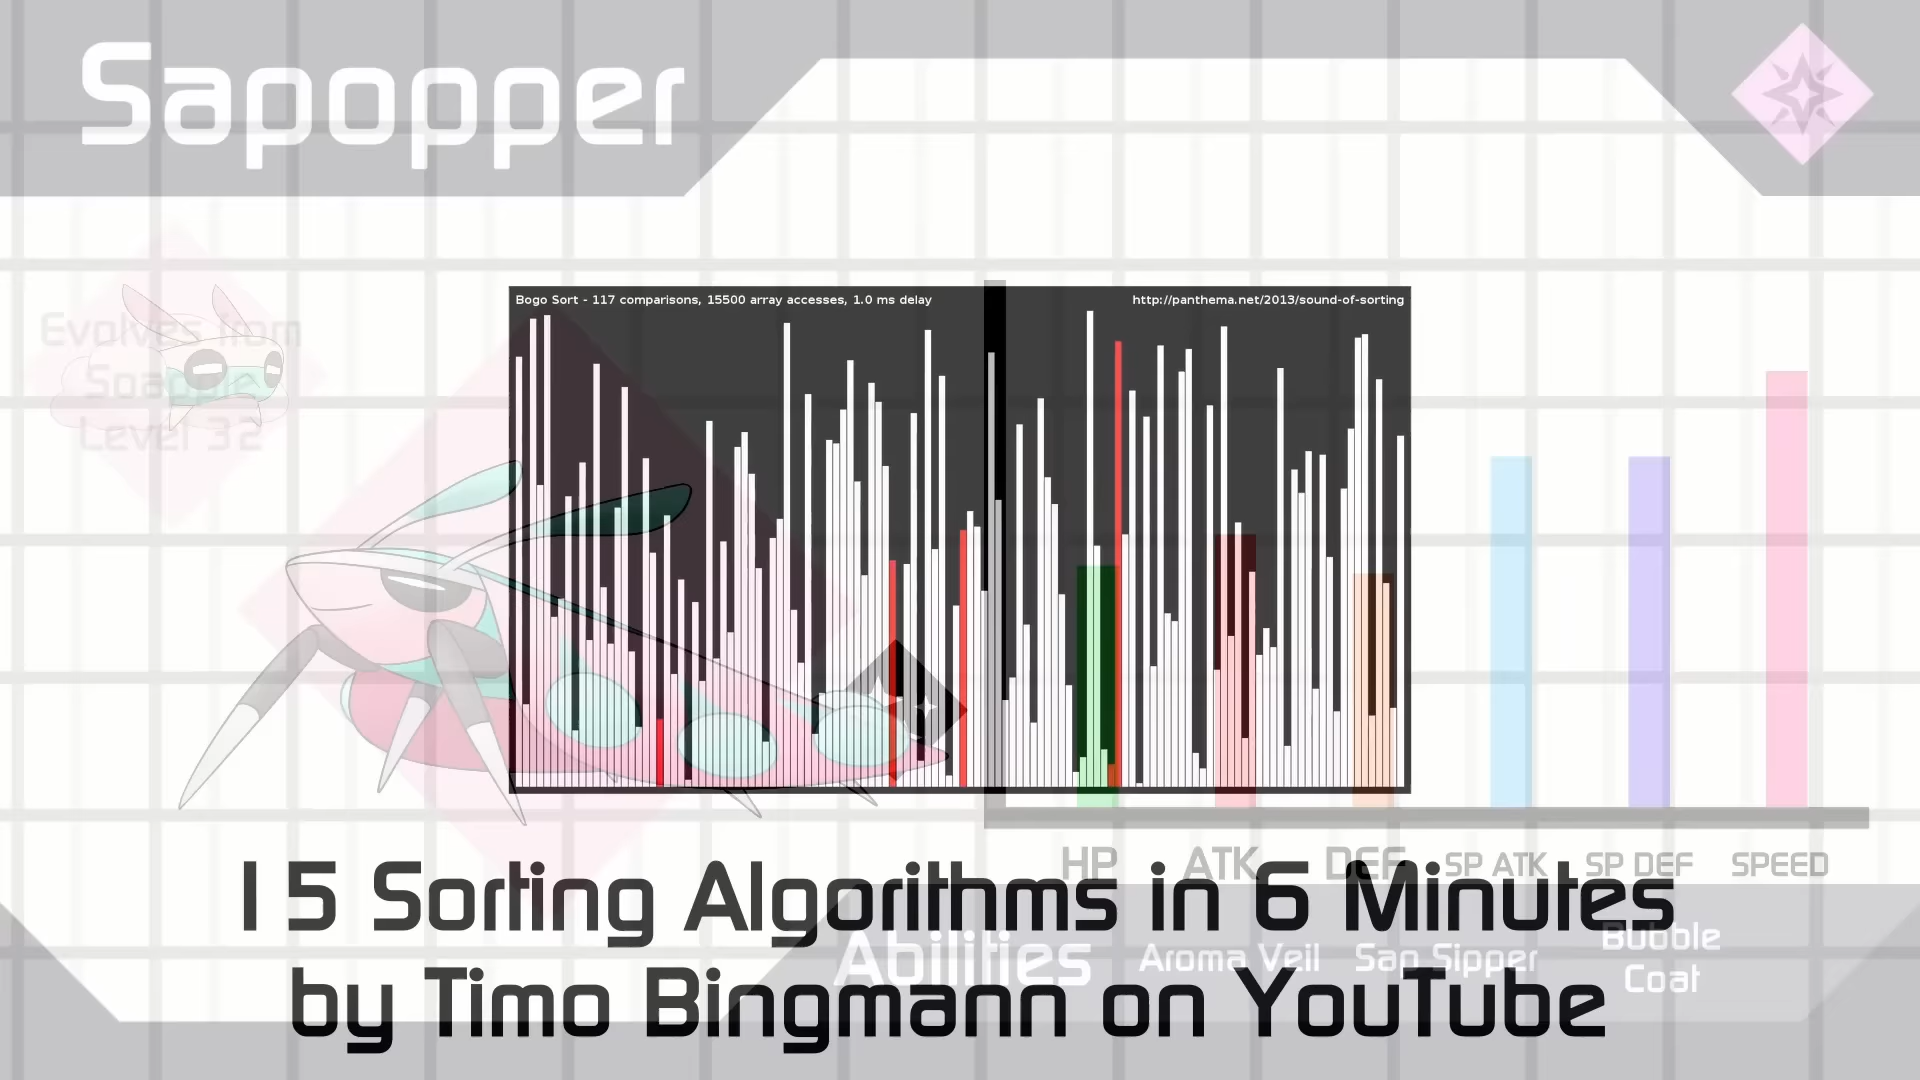 Sapopper
Bogo Sort - 117 comparisons, 15500 array accesses, 1.0 ms delay
http://panthema.net/2013/sound-of-sorting
Evolves from
Soappie
Level 32
HP ATK DEF SP ATK SP DEF SPEED
15 Sorting Algorithms in 6 Minutes
by Timo Bingmann on YouTube
Abilities
Aroma Veil
Sap Sipper
Bubble
Coat